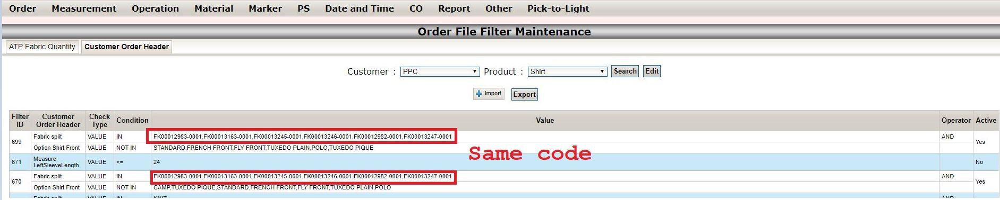 Order Measurement Operation Material Marker PS Date and Time CO Report Other Pick-to-Light
Order File Filter Maintenance
ATP Fabric Quantity Customer Order Header
Customer : PPC Product : Shirt Search Edit
Import Export
Filter ID Customer Order Header Check Type Condition Value Operator Active
699 Fabric split VALUE IN FK00012983-0001,FK00013163-0001,FK00013245-0001,FK00013246-0001,FK00012982-0001,FK00013247-0001 AND Yes
Option Shirt Front VALUE NOT IN STANDARD,FRENCH FRONT,FLY FRONT,TUXEDO PLAIN,POLO,TUXEDO PIQUE
Same code
671 Measure LeftSleeveLength VALUE <= 24 No
670 Fabric split VALUE IN FK00012983-0001,FK00013163-0001,FK00013245-0001,FK00013246-0001,FK00012982-0001,FK00013247-0001 AND Yes
Option Shirt Front VALUE NOT IN CAMP,TUXEDO PIQUE,STANDARD,FRENCH FRONT,FLY FRONT,TUXEDO PLAIN,POLO
Fabric split VALUE IN KNIT AND